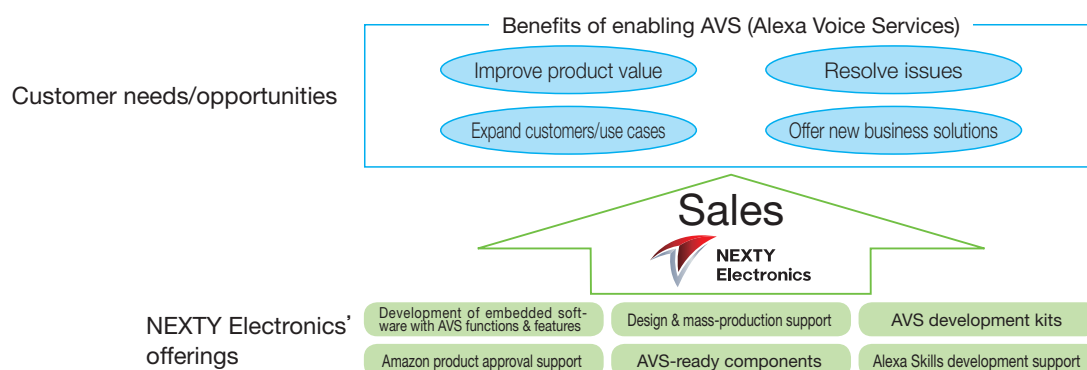 Benefits of enabling AVS (Alexa Voice Services)
Improve product value
Resolve issues
Customer needs/opportunities
Expand customers/use cases
Offer new business solutions
Sales
NEXTY
Electronics
NEXTY Electronics’
offerings
Development of embedded soft-
ware with AVS functions & features
Design & mass-production support
AVS development kits
Amazon product approval support
AVS-ready components
Alexa Skills development support